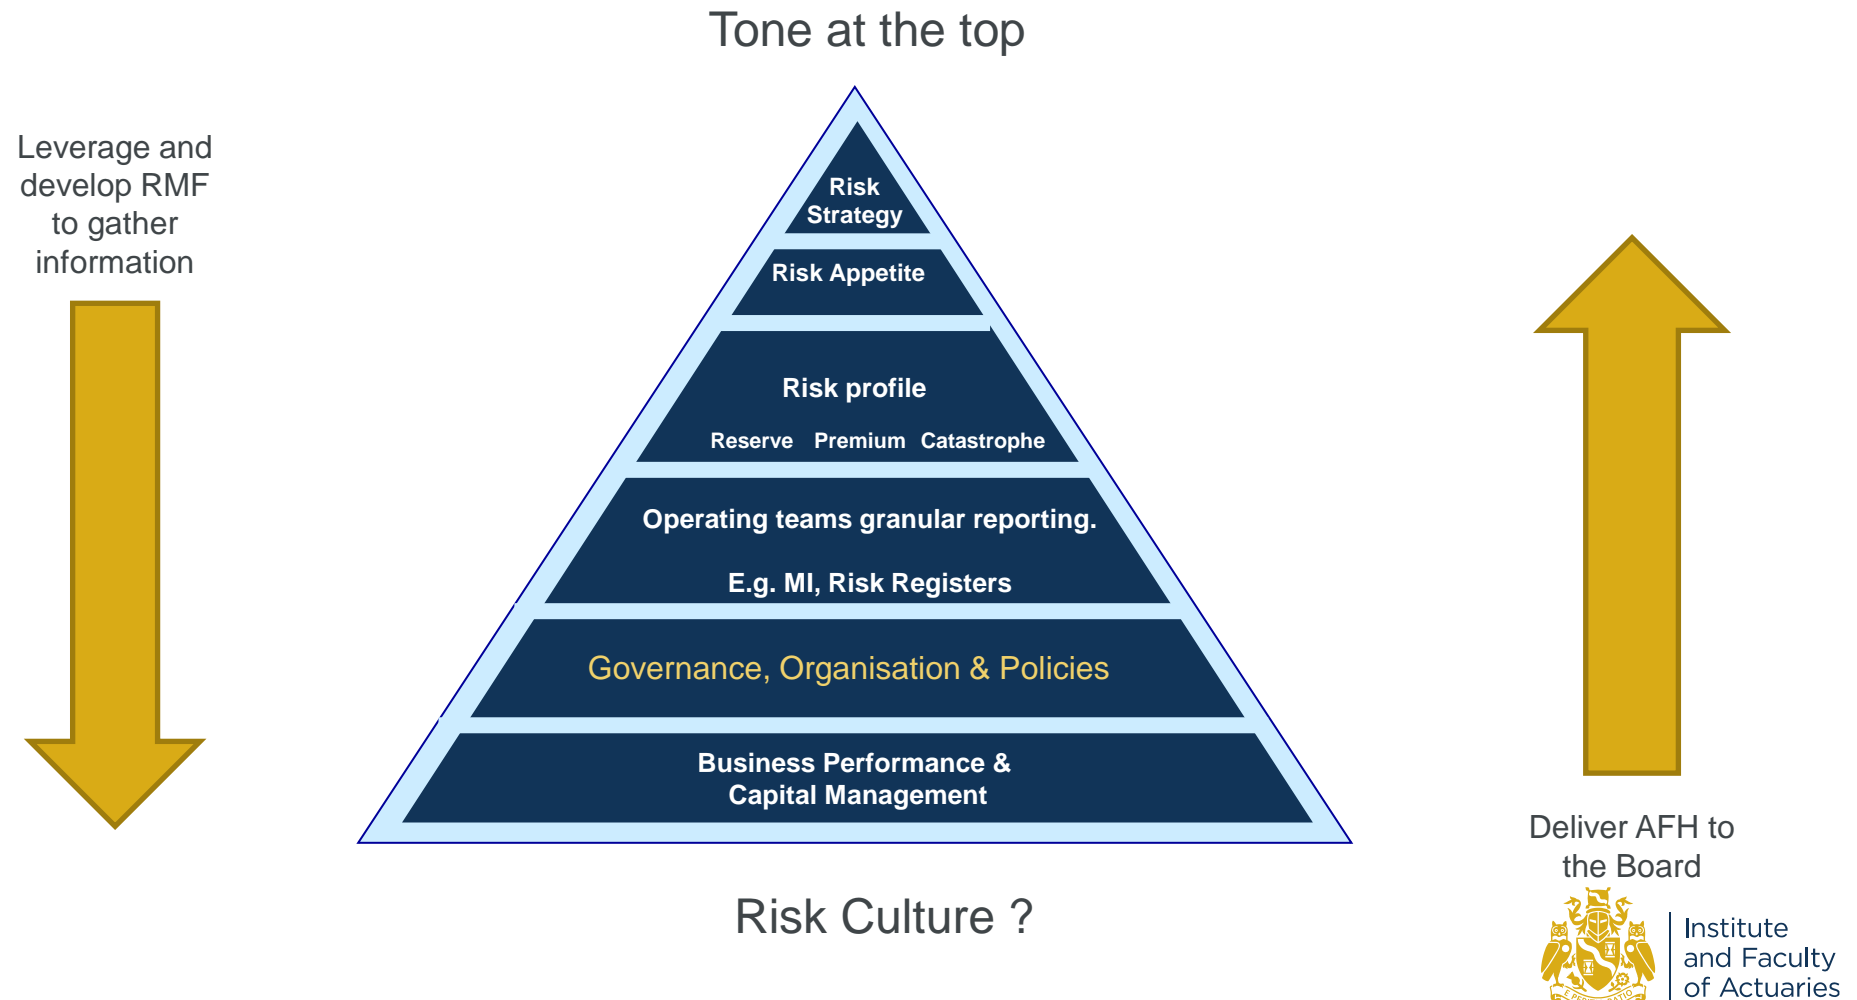 Tone at the top
Leverage and
develop RMF
to gather
information
Risk
Strategy
Risk Appetite
Risk profile
Reserve Premium Catastrophe
Operating teams granular reporting.
E.g. MI, Risk Registers
Governance, Organisation & Policies
Business Performance &
Capital Management
Deliver AFH to
the Board
Risk Culture ?
Institute
and Faculty
of Actuaries